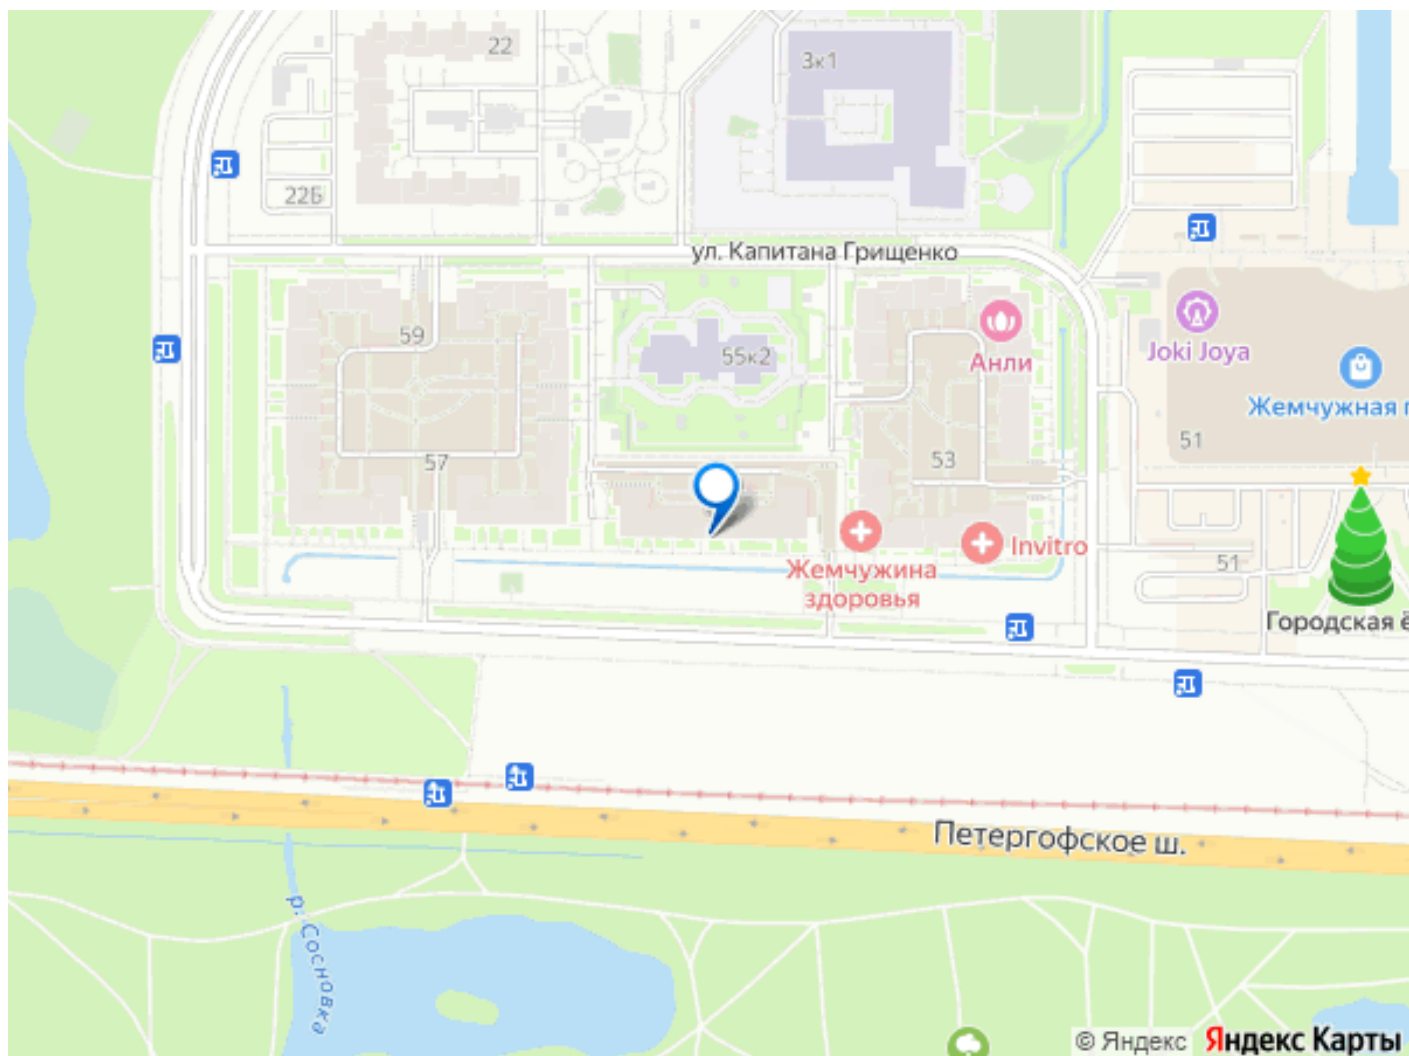 22
3к1
22Б
ул. Капитана Грищенко
59
55к2
Анли
Joki Joya
Жемчужная п
51
57
53
Invitro
Жемчужина
здоровья
51
Городская ё
Петергофское ш.
р. Сосновка
© Яндекс Яндекс Карты